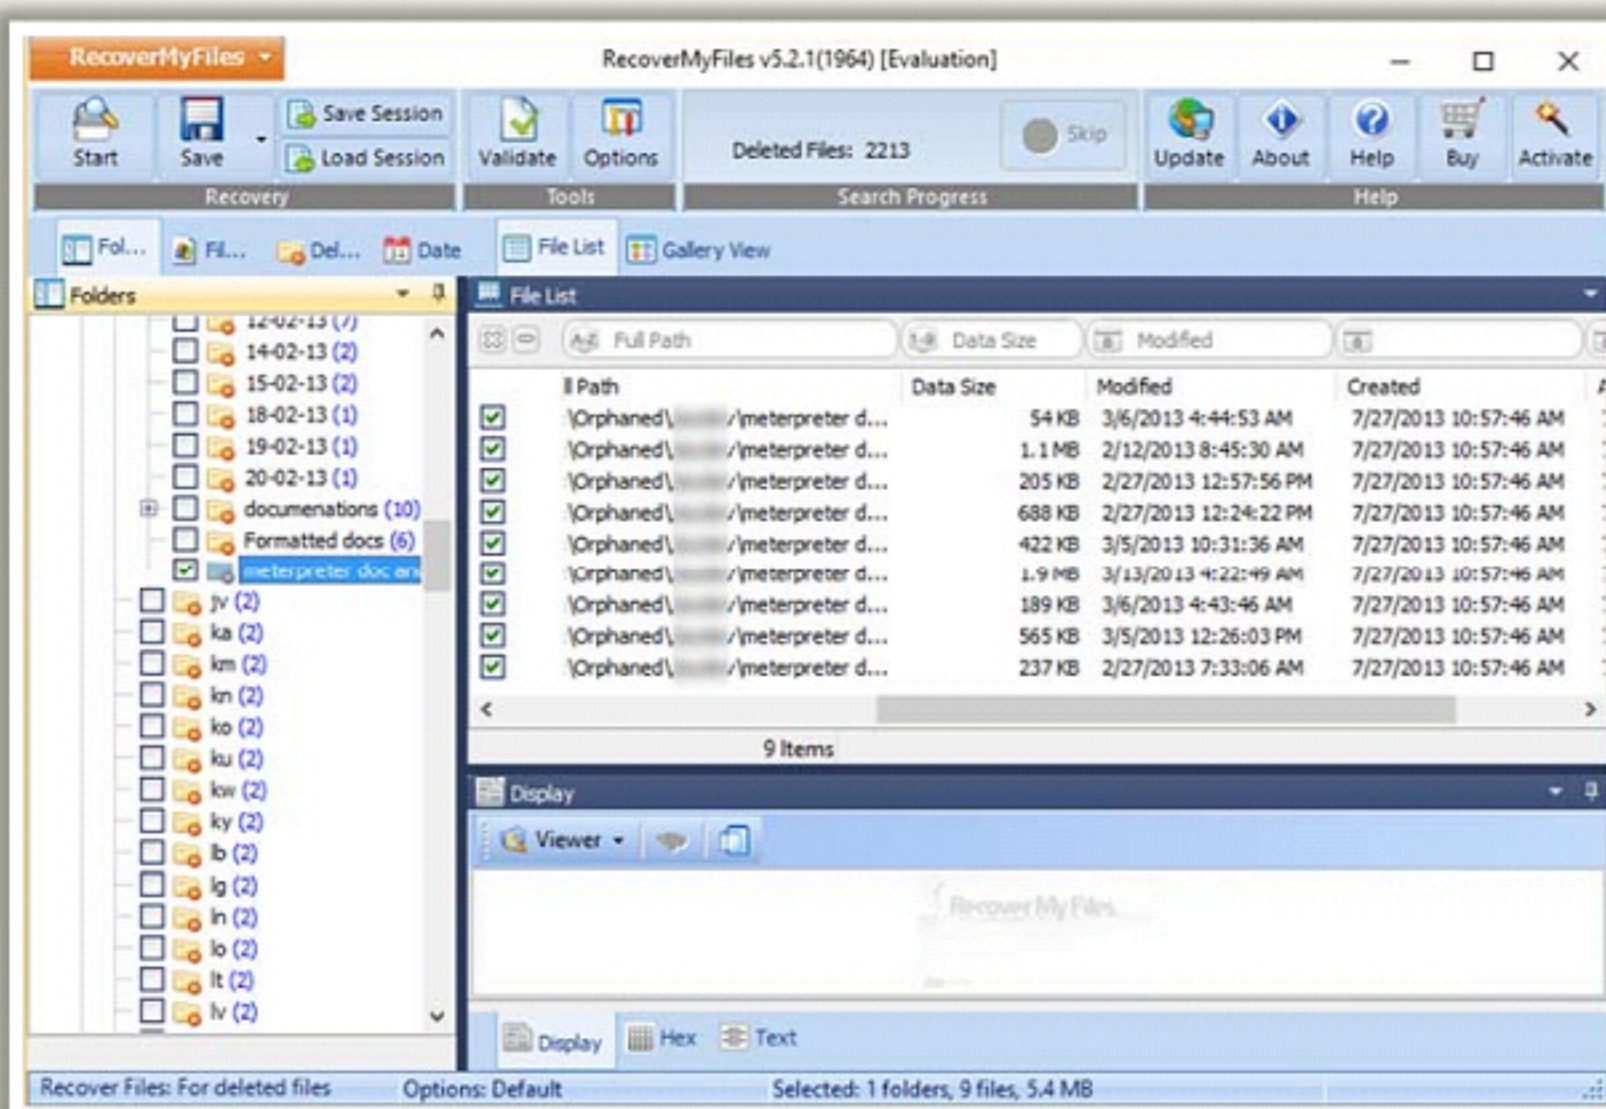 RecoverMyFiles
RecoverMyFiles v5.2.1(1964) [Evaluation]
Start
Save
Save Session
Load Session
Validate
Options
Deleted Files: 2213
Skip
Update
About
Help
Buy
Activate
Recovery
Tools
Search Progress
Help
Fol...
Fil...
Del...
Date
File List
Gallery View
Folders
12-02-13 (7)
14-02-13 (2)
15-02-13 (2)
18-02-13 (1)
19-02-13 (1)
20-02-13 (1)
documenations (10)
Formatted docs (6)
meterpreter doc an
jv (2)
ka (2)
km (2)
kn (2)
ko (2)
ku (2)
kw (2)
ky (2)
lb (2)
lg (2)
ln (2)
lo (2)
lt (2)
lv (2)
File List
Full Path Data Size Modified
ll Path Data Size Modified Created
\Orphaned\ /\meterpreter d... 54 KB 3/6/2013 4:44:53 AM 7/27/2013 10:57:46 AM
\Orphaned\ /\meterpreter d... 1.1 MB 2/12/2013 8:45:30 AM 7/27/2013 10:57:46 AM
\Orphaned\ /\meterpreter d... 205 KB 2/27/2013 12:57:56 PM 7/27/2013 10:57:46 AM
\Orphaned\ /\meterpreter d... 688 KB 2/27/2013 12:24:22 PM 7/27/2013 10:57:46 AM
\Orphaned\ /\meterpreter d... 422 KB 3/5/2013 10:31:36 AM 7/27/2013 10:57:46 AM
\Orphaned\ /\meterpreter d... 1.9 MB 3/13/2013 4:22:49 AM 7/27/2013 10:57:46 AM
\Orphaned\ /\meterpreter d... 189 KB 3/6/2013 4:43:46 AM 7/27/2013 10:57:46 AM
\Orphaned\ /\meterpreter d... 565 KB 3/5/2013 12:26:03 PM 7/27/2013 10:57:46 AM
\Orphaned\ /\meterpreter d... 237 KB 2/27/2013 7:33:06 AM 7/27/2013 10:57:46 AM
9 Items
Display
Viewer
Recover My Files
Display
Hex
Text
Recover Files: For deleted files
Options: Default
Selected: 1 folders, 9 files, 5.4 MB